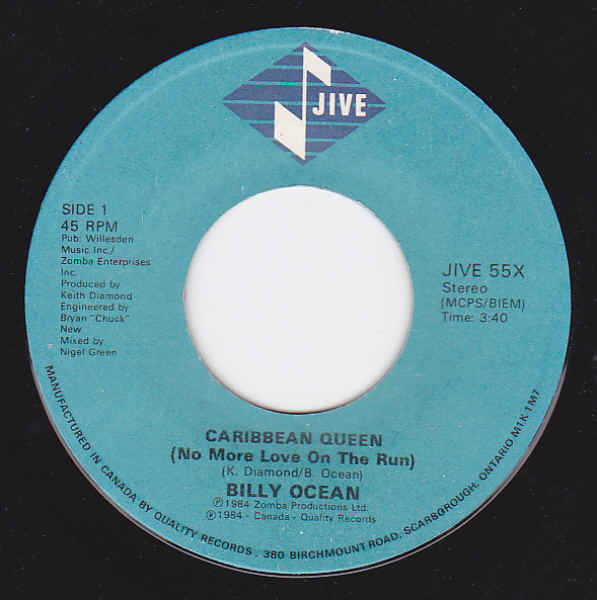 JIVE
SIDE 1
45 RPM
Pub: Willesden
Music Inc./
Zomba Enterprises
Inc.
Produced by
Keith Diamond
Engineered by
Bryan "Chuck"
New
Mixed by
Nigel Green
JIVE 55X
Stereo
(MCPS/BIEM)
Time: 3:40
CARIBBEAN QUEEN
(No More Love On The Run)
(K. Diamond/B. Ocean)
BILLY OCEAN
℗1984 Zomba Productions Ltd.
℗1984 - Canada - Quality Records
MANUFACTURED IN CANADA BY QUALITY RECORDS . 380 BIRCHMOUNT ROAD, SCARBOROUGH, ONTARIO M1K 1M7